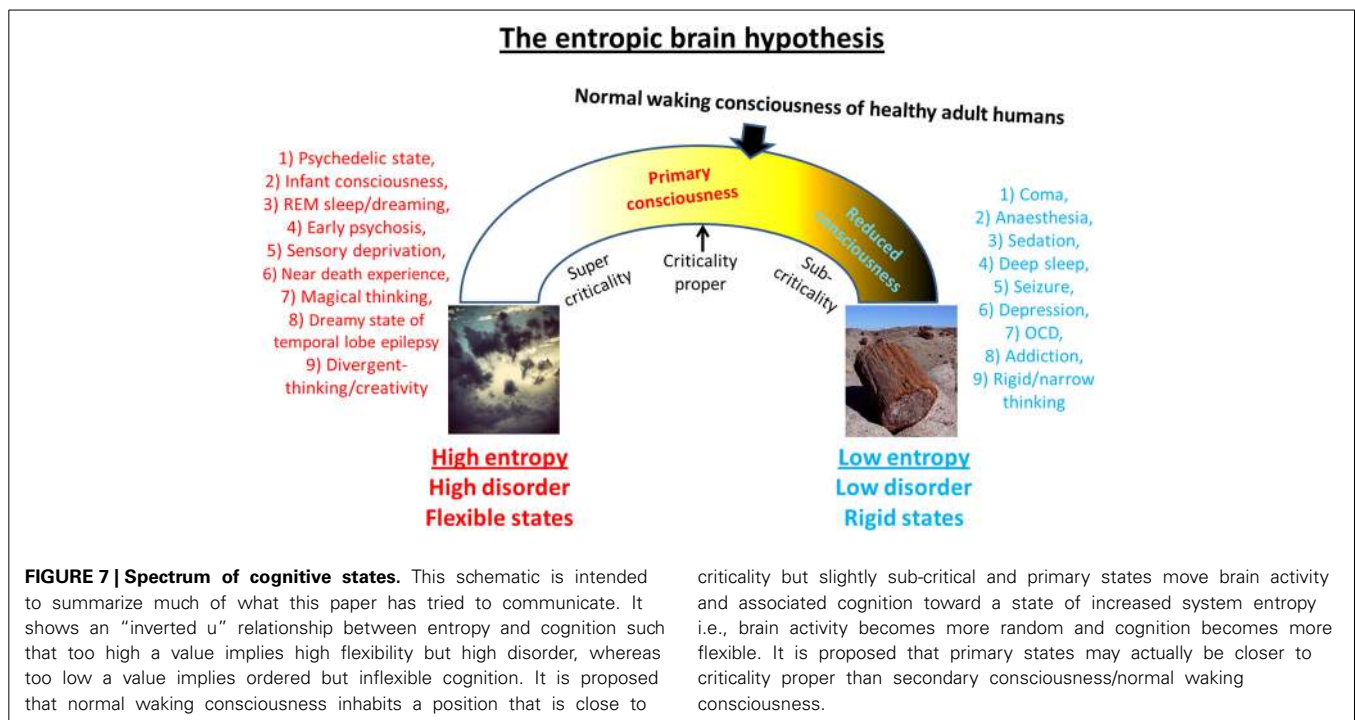 The entropic brain hypothesis
Normal waking consciousness of healthy adult humans
1) Psychedelic state,
2) Infant consciousness,
3) REM sleep/dreaming,
4) Early psychosis,
5) Sensory deprivation,
6) Near death experience,
7) Magical thinking,
8) Dreamy state of
temporal lobe epilepsy
9) Divergent-
thinking/creativity
Primary
consciousness
Reduced
consciousness
Super
criticality
Criticality
proper
Sub-
criticality
1) Coma,
2) Anaesthesia,
3) Sedation,
4) Deep sleep,
5) Seizure,
6) Depression,
7) OCD,
8) Addiction,
9) Rigid/narrow
thinking
High entropy
High disorder
Flexible states
Low entropy
Low disorder
Rigid states
FIGURE 7 | Spectrum of cognitive states. This schematic is intended
to summarize much of what this paper has tried to communicate. It
shows an “inverted u” relationship between entropy and cognition such
that too high a value implies high flexibility but high disorder, whereas
too low a value implies ordered but inflexible cognition. It is proposed
that normal waking consciousness inhabits a position that is close to
criticality but slightly sub-critical and primary states move brain activity
and associated cognition toward a state of increased system entropy
i.e., brain activity becomes more random and cognition becomes more
flexible. It is proposed that primary states may actually be closer to
criticality proper than secondary consciousness/normal waking
consciousness.